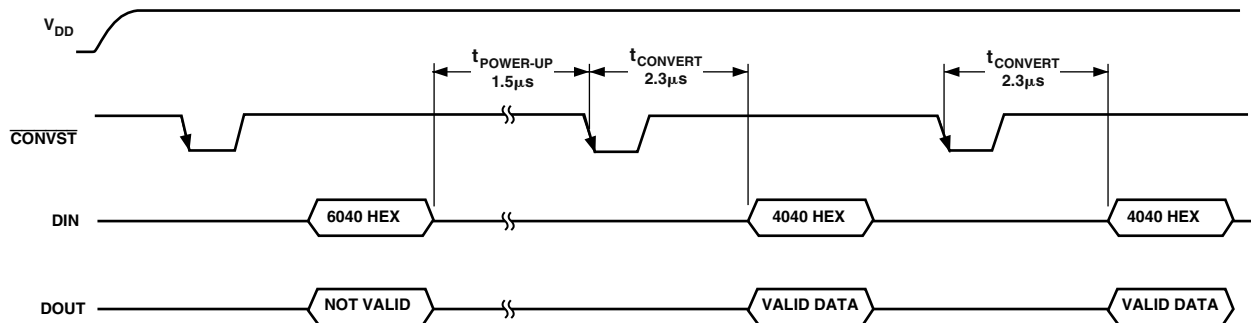 VDD
tPOWER-UP
1.5μs
tCONVERT
2.3μs
tCONVERT
2.3μs
CONVST
DIN
6040 HEX
4040 HEX
4040 HEX
DOUT
NOT VALID
VALID DATA
VALID DATA